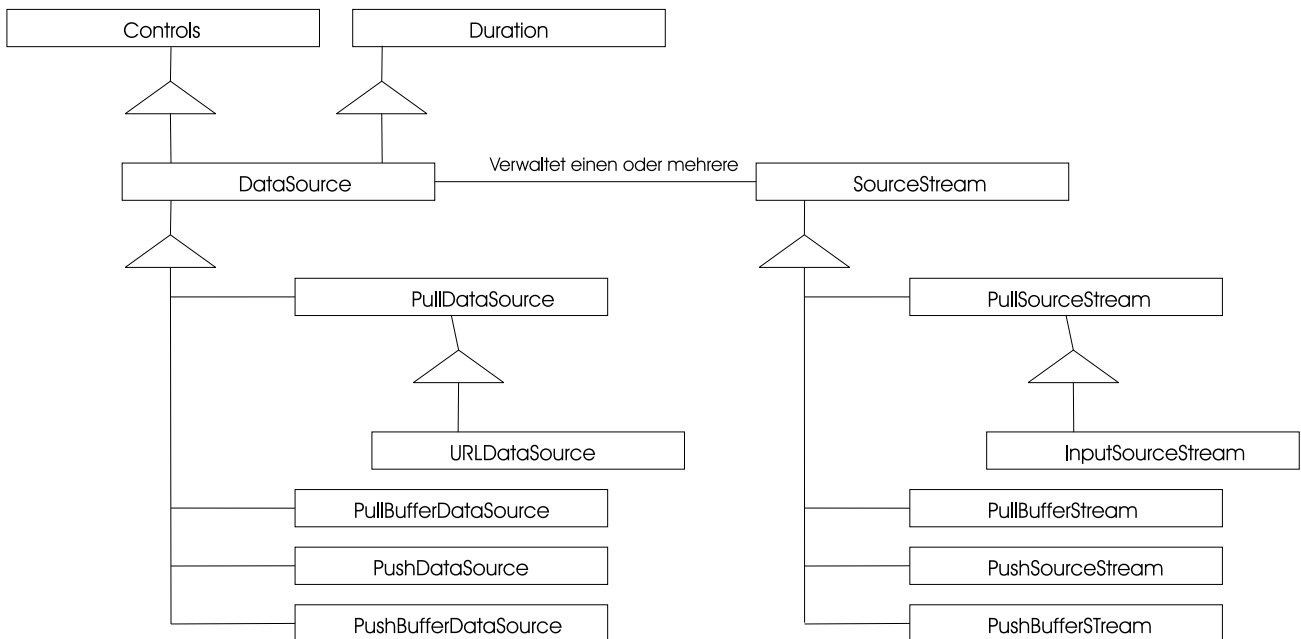 Controls
Duration
Verwaltet einen oder mehrere
DataSource
SourceStream
PullDataSource
PullSourceStream
URLDataSource
InputSourceStream
PullBufferDataSource
PullBufferStream
PushDataSource
PushSourceStream
PushBufferDataSource
PushBufferSTream